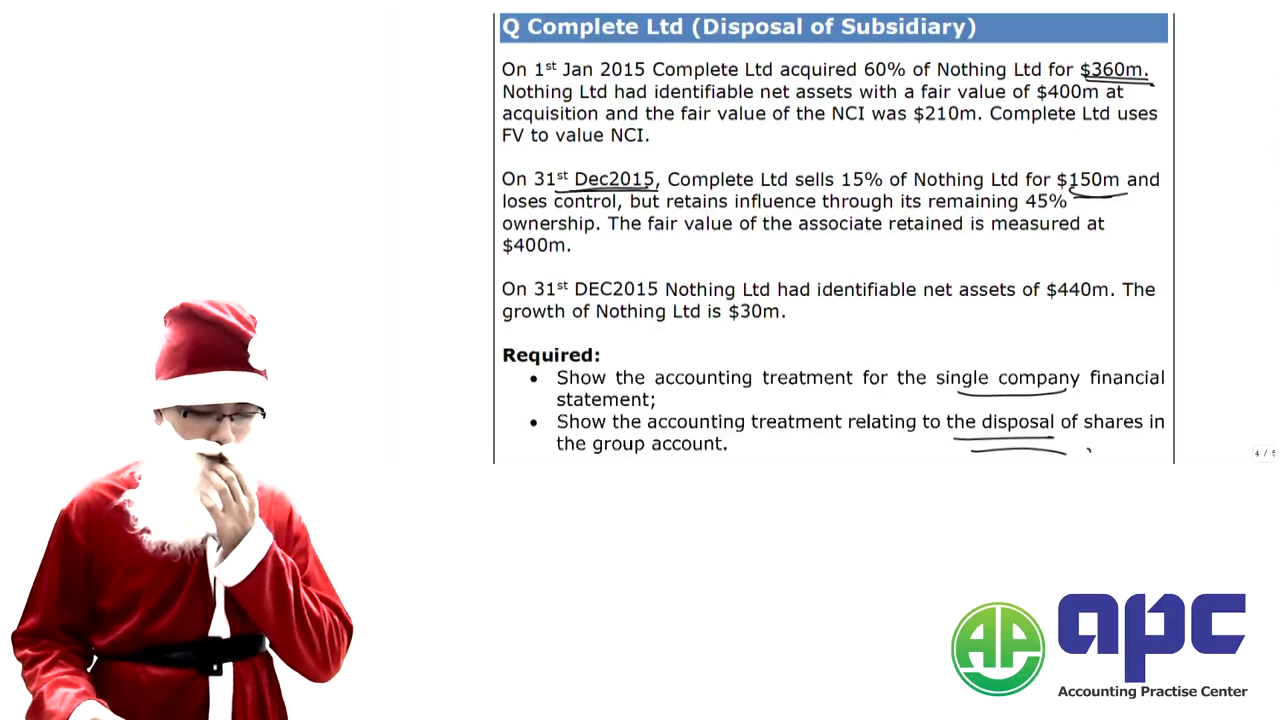 Q Complete Ltd (Disposal of Subsidiary)
On 1st Jan 2015 Complete Ltd acquired 60% of Nothing Ltd for $360m.
Nothing Ltd had identifiable net assets with a fair value of $400m at
acquisition and the fair value of the NCI was $210m. Complete Ltd uses
FV to value NCI.
On 31st Dec2015, Complete Ltd sells 15% of Nothing Ltd for $150m and
loses control, but retains influence through its remaining 45%
ownership. The fair value of the associate retained is measured at
$400m.
On 31st DEC2015 Nothing Ltd had identifiable net assets of $440m. The
growth of Nothing Ltd is $30m.
Required:
• Show the accounting treatment for the single company financial
statement;
• Show the accounting treatment relating to the disposal of shares in
the group account.
4 / 5
AP
apc
Accounting Practise Center